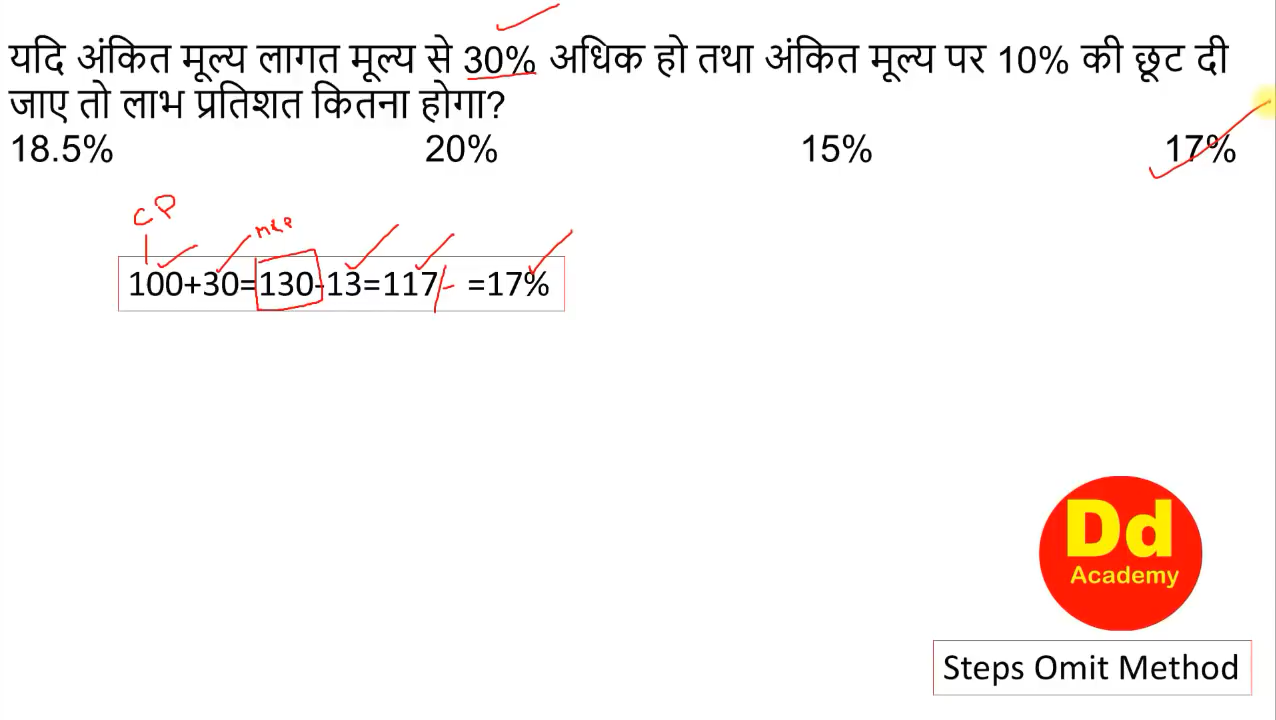 यदि अंकित मूल्य लागत मूल्य से 30% अधिक हो तथा अंकित मूल्य पर 10% की छूट दी
जाए तो लाभ प्रतिशत कितना होगा?
18.5% 20% 15% 17%
CP MRP
100+30=130-13=117/- =17%
Dd
Academy
Steps Omit Method